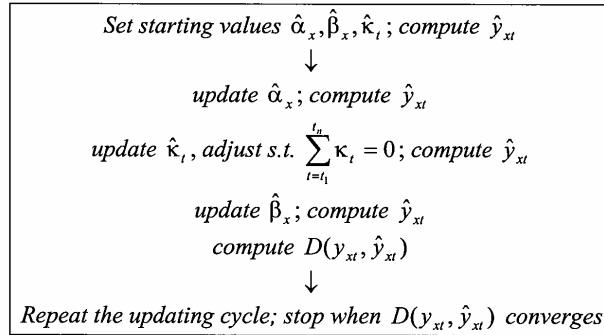 Set starting values α̂ₓ, β̂ₓ, κ̂ₜ; compute ŷₓₜ
↓
update α̂ₓ; compute ŷₓₜ
update κ̂ₜ, adjust s.t. ∑_{t=t₁}^{tₙ} κₜ = 0; compute ŷₓₜ
update β̂ₓ; compute ŷₓₜ
compute D(yₓₜ, ŷₓₜ)
↓
Repeat the updating cycle; stop when D(yₓₜ, ŷₓₜ) converges